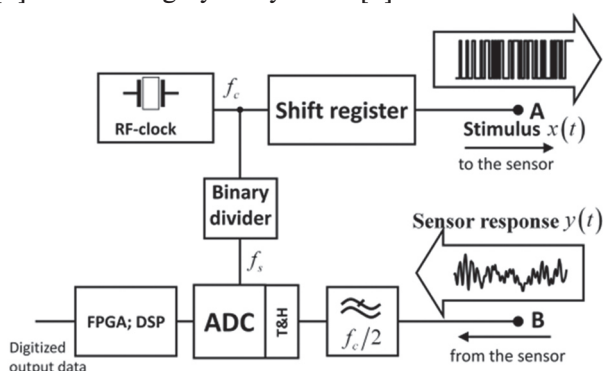 f_c
RF-clock
Shift register
A
Stimulus x(t)
to the sensor
Binary
divider
Sensor response y(t)
f_s
FPGA; DSP
ADC
T&H
f_c/2
B
Digitized
output data
from the sensor